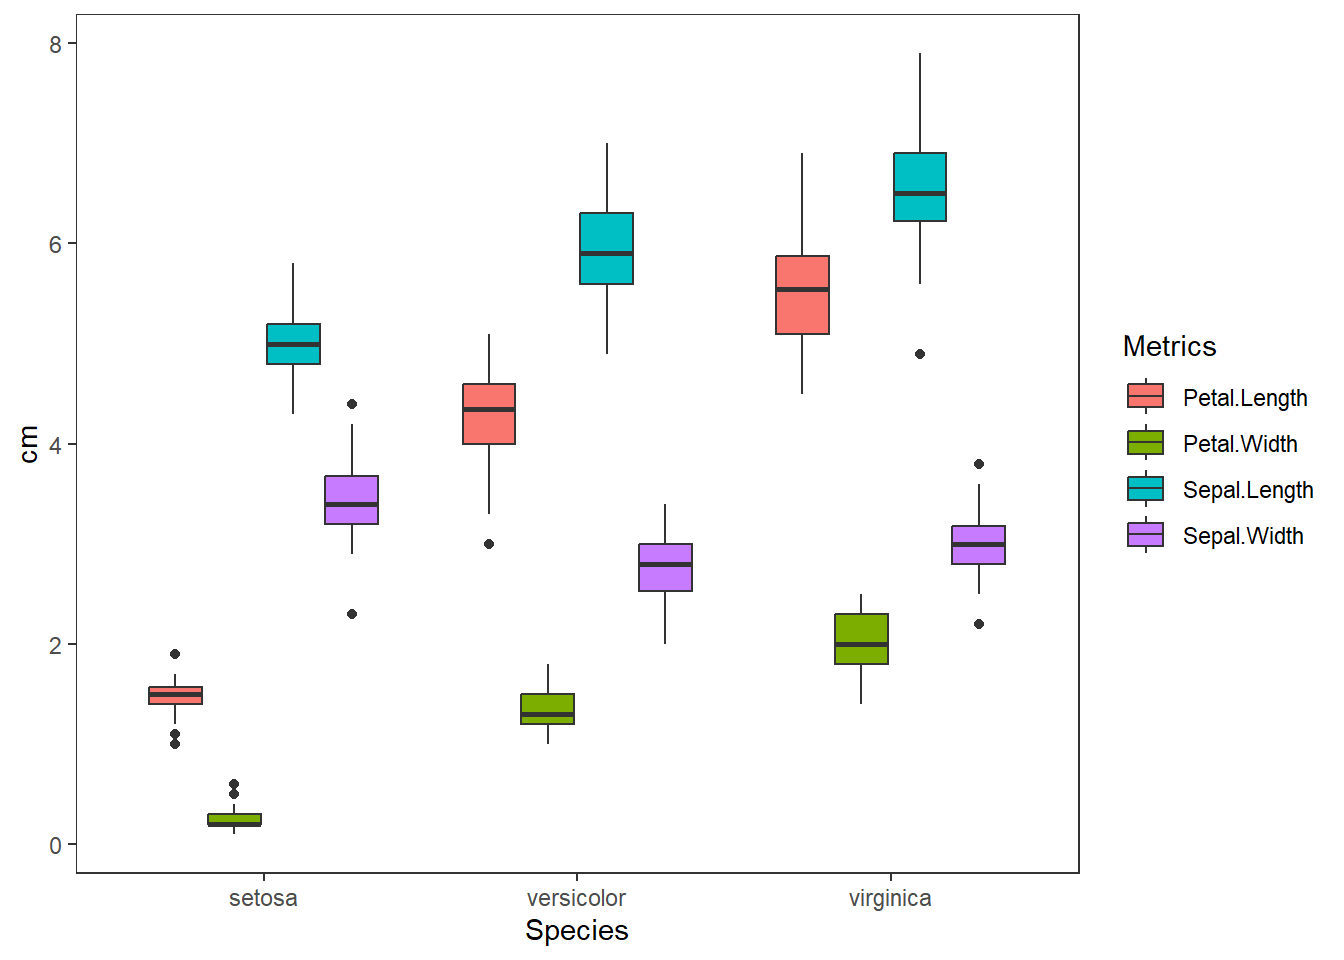 8
6
4
2
0
cm
setosa versicolor virginica
Species
Metrics
Petal.Length
Petal.Width
Sepal.Length
Sepal.Width